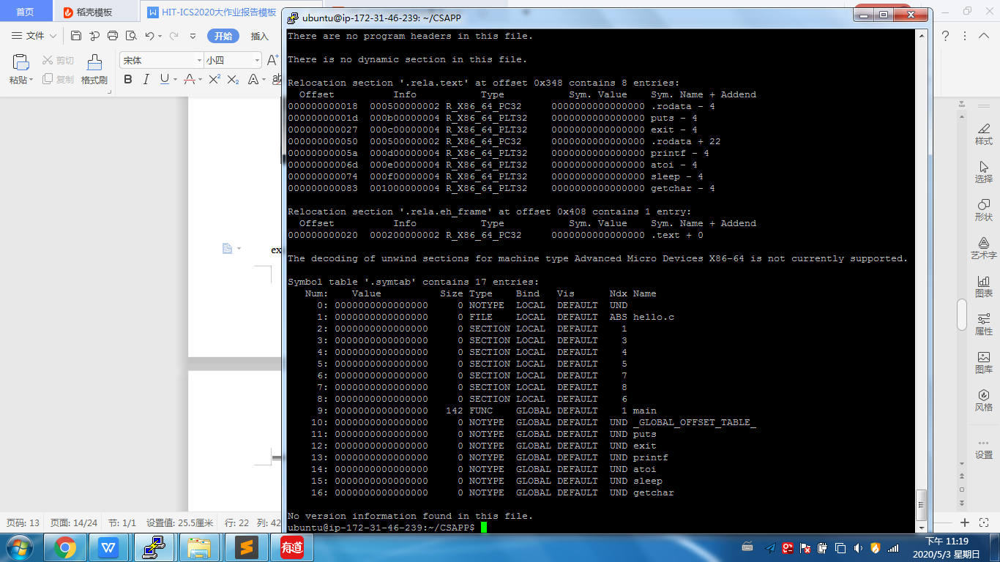 首页 稻壳模板 HIT-ICS2020大作业报告模板
ubuntu@ip-172-31-46-239: ~/CSAPP
文件 开始 插入
粘贴 剪切 复制 格式刷 宋体 小四
There are no program headers in this file.
There is no dynamic section in this file.
Relocation section '.rela.text' at offset 0x348 contains 8 entries:
Offset Info Type Sym. Value Sym. Name + Addend
000000000018 000500000002 R_X86_64_PC32 0000000000000000 .rodata - 4
00000000001d 000b00000004 R_X86_64_PLT32 0000000000000000 puts - 4
000000000027 000c00000004 R_X86_64_PLT32 0000000000000000 exit - 4
000000000050 000500000002 R_X86_64_PC32 0000000000000000 .rodata + 22
00000000005a 000d00000004 R_X86_64_PLT32 0000000000000000 printf - 4
00000000006d 000e00000004 R_X86_64_PLT32 0000000000000000 atoi - 4
000000000074 000f00000004 R_X86_64_PLT32 0000000000000000 sleep - 4
000000000083 001000000004 R_X86_64_PLT32 0000000000000000 getchar - 4
Relocation section '.rela.eh_frame' at offset 0x408 contains 1 entry:
Offset Info Type Sym. Value Sym. Name + Addend
000000000020 000200000002 R_X86_64_PC32 0000000000000000 .text + 0
The decoding of unwind sections for machine type Advanced Micro Devices X86-64 is not currently supported.
Symbol table '.symtab' contains 17 entries:
Num: Value Size Type Bind Vis Ndx Name
0: 0000000000000000 0 NOTYPE LOCAL DEFAULT UND
1: 0000000000000000 0 FILE LOCAL DEFAULT ABS hello.c
2: 0000000000000000 0 SECTION LOCAL DEFAULT 1
3: 0000000000000000 0 SECTION LOCAL DEFAULT 3
4: 0000000000000000 0 SECTION LOCAL DEFAULT 4
5: 0000000000000000 0 SECTION LOCAL DEFAULT 5
6: 0000000000000000 0 SECTION LOCAL DEFAULT 7
7: 0000000000000000 0 SECTION LOCAL DEFAULT 8
8: 0000000000000000 0 SECTION LOCAL DEFAULT 6
9: 0000000000000000 142 FUNC GLOBAL DEFAULT 1 main
10: 0000000000000000 0 NOTYPE GLOBAL DEFAULT UND _GLOBAL_OFFSET_TABLE_
11: 0000000000000000 0 NOTYPE GLOBAL DEFAULT UND puts
12: 0000000000000000 0 NOTYPE GLOBAL DEFAULT UND exit
13: 0000000000000000 0 NOTYPE GLOBAL DEFAULT UND printf
14: 0000000000000000 0 NOTYPE GLOBAL DEFAULT UND atoi
15: 0000000000000000 0 NOTYPE GLOBAL DEFAULT UND sleep
16: 0000000000000000 0 NOTYPE GLOBAL DEFAULT UND getchar
No version information found in this file.
ubuntu@ip-172-31-46-239:~/CSAPP$
ex
样式
选择
形状
艺术字
图表
属性
图库
风格
设置
页码: 13 页面: 14/24 节: 1/1 设置值: 25.5厘米 行: 22 列: 42
有道
下午 11:19
2020/5/3 星期日